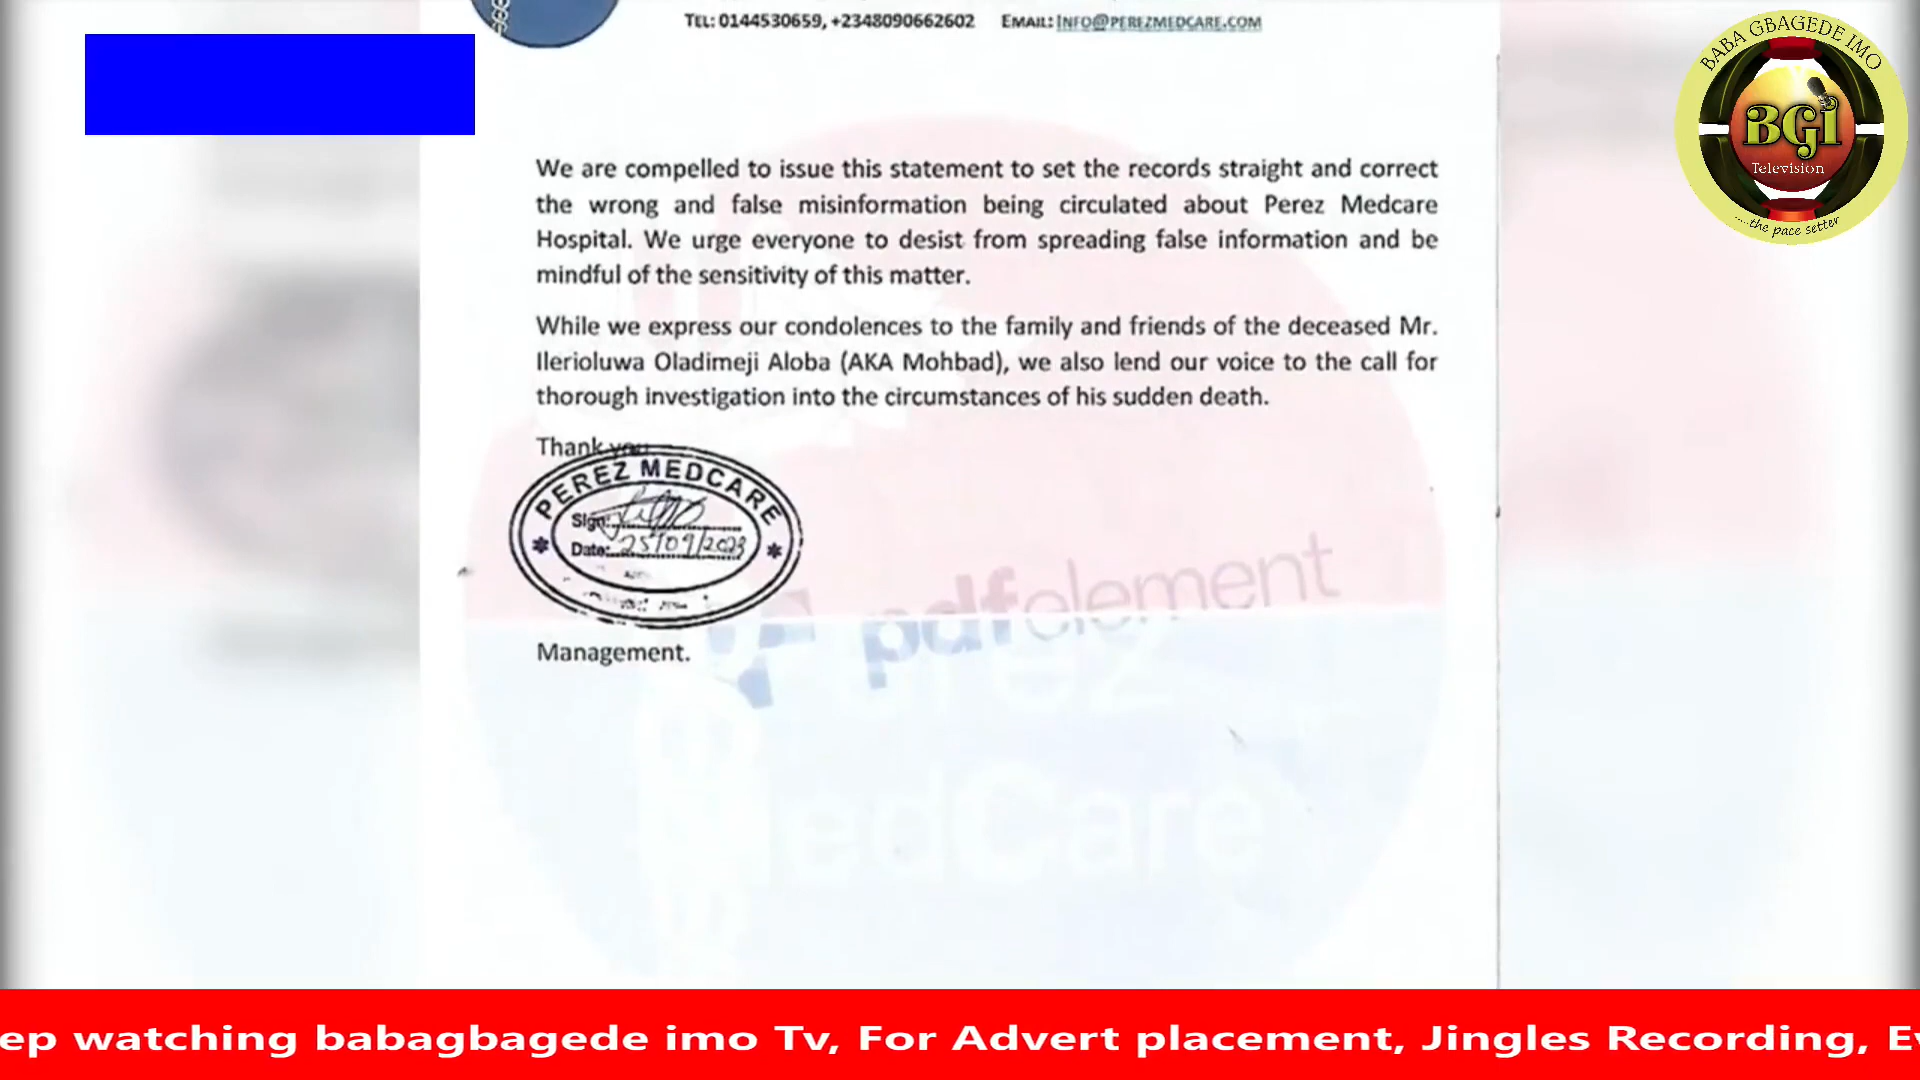 TEL: 0144530659, +2348090662602 EMAIL: INFO@PEREZMEDCARE.COM
BABA GBAGEDE IMO
BGI
Television
.....the pace setter
We are compelled to issue this statement to set the records straight and correct
the wrong and false misinformation being circulated about Perez Medcare
Hospital. We urge everyone to desist from spreading false information and be
mindful of the sensitivity of this matter.
While we express our condolences to the family and friends of the deceased Mr.
Ilerioluwa Oladimeji Aloba (AKA Mohbad), we also lend our voice to the call for
thorough investigation into the circumstances of his sudden death.
Thank you
PEREZ MEDCARE
Sign:
Date: 25/09/2023
pdfelement
Management.
MedCare
ep watching babagbagede imo Tv, For Advert placement, Jingles Recording, Ev